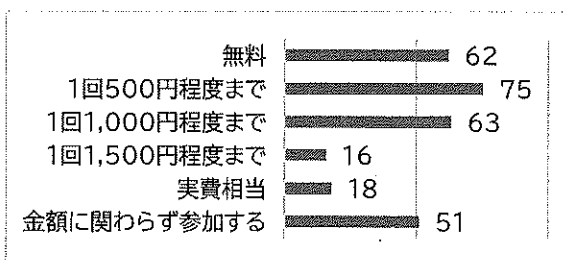 無料 62
1回500円程度まで 75
1回1,000円程度まで 63
1回1,500円程度まで 16
実費相当 18
金額に関わらず参加する 51